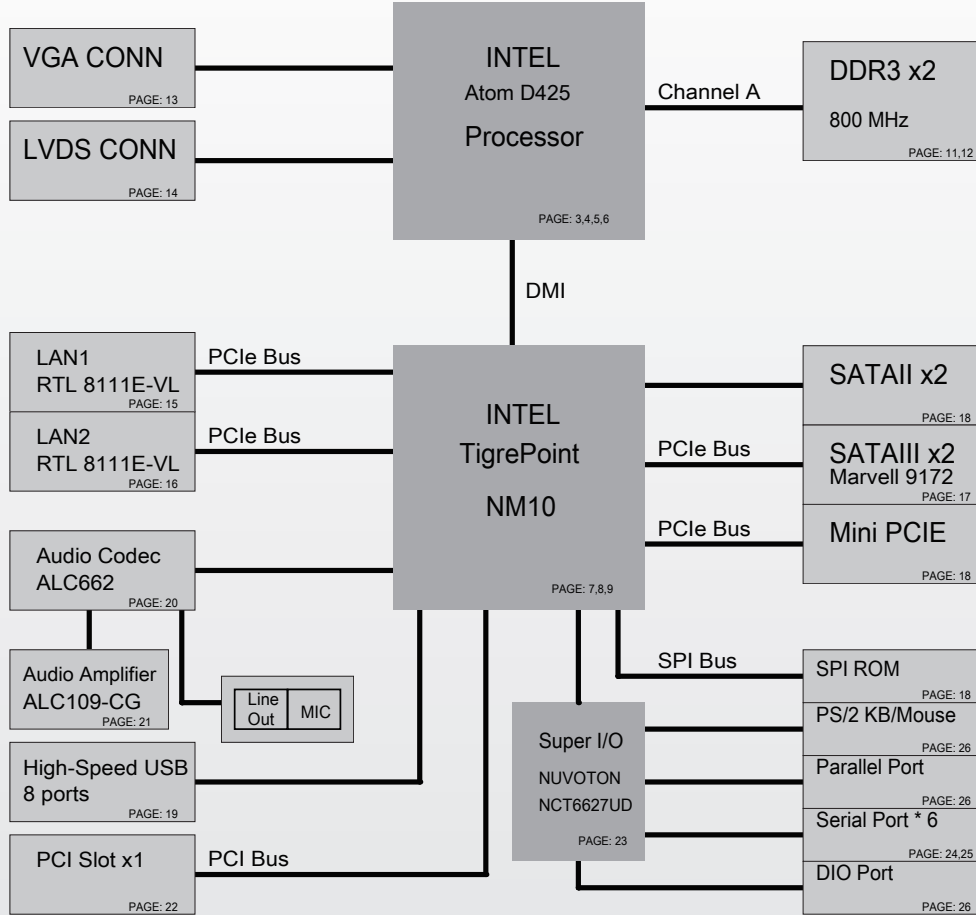 VGA CONN
PAGE: 13
LVDS CONN
PAGE: 14
INTEL
Atom D425
Processor
PAGE: 3,4,5,6
Channel A
DDR3 x2
800 MHz
PAGE: 11,12
DMI
LAN1
RTL 8111E-VL
PAGE: 15
PCIe Bus
LAN2
RTL 8111E-VL
PAGE: 16
PCIe Bus
INTEL
TigrePoint
NM10
PAGE: 7,8,9
SATAII x2
PAGE: 18
PCIe Bus
SATAIII x2
Marvell 9172
PAGE: 17
PCIe Bus
Mini PCIE
PAGE: 18
Audio Codec
ALC662
PAGE: 20
Audio Amplifier
ALC109-CG
PAGE: 21
Line
Out
MIC
High-Speed USB
8 ports
PAGE: 19
PCI Slot x1
PAGE: 22
PCI Bus
SPI Bus
SPI ROM
PAGE: 18
Super I/O
NUVOTON
NCT6627UD
PAGE: 23
PS/2 KB/Mouse
PAGE: 26
Parallel Port
PAGE: 26
Serial Port * 6
PAGE: 24,25
DIO Port
PAGE: 26